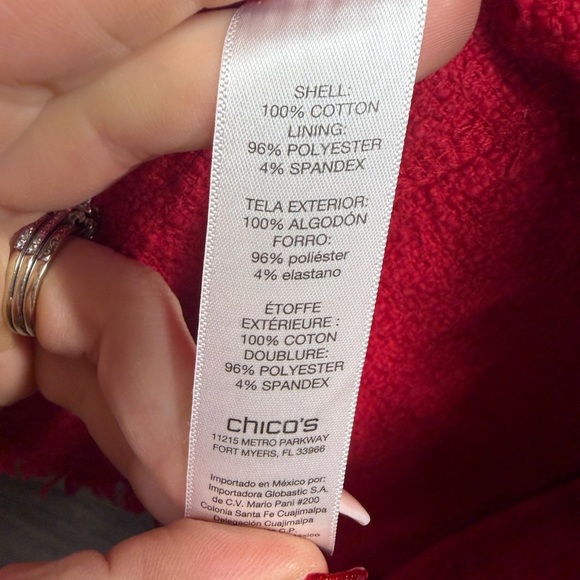 SHELL:
100% COTTON
LINING:
96% POLYESTER
4% SPANDEX
TELA EXTERIOR:
100% ALGODÓN
FORRO:
96% poliéster
4% elastano
ÉTOFFE
EXTÉRIEURE :
100% COTON
DOUBLURE:
96% POLYESTER
4% SPANDEX
chico's
11215 METRO PARKWAY
FORT MYERS, FL 33966
Importado en México por:
Importadora Globastic S.A.
de C.V. Mario Pani #200
Colonia Santa Fe Cuajimalpa
Delegación Cuajimalpa
C.P.
México